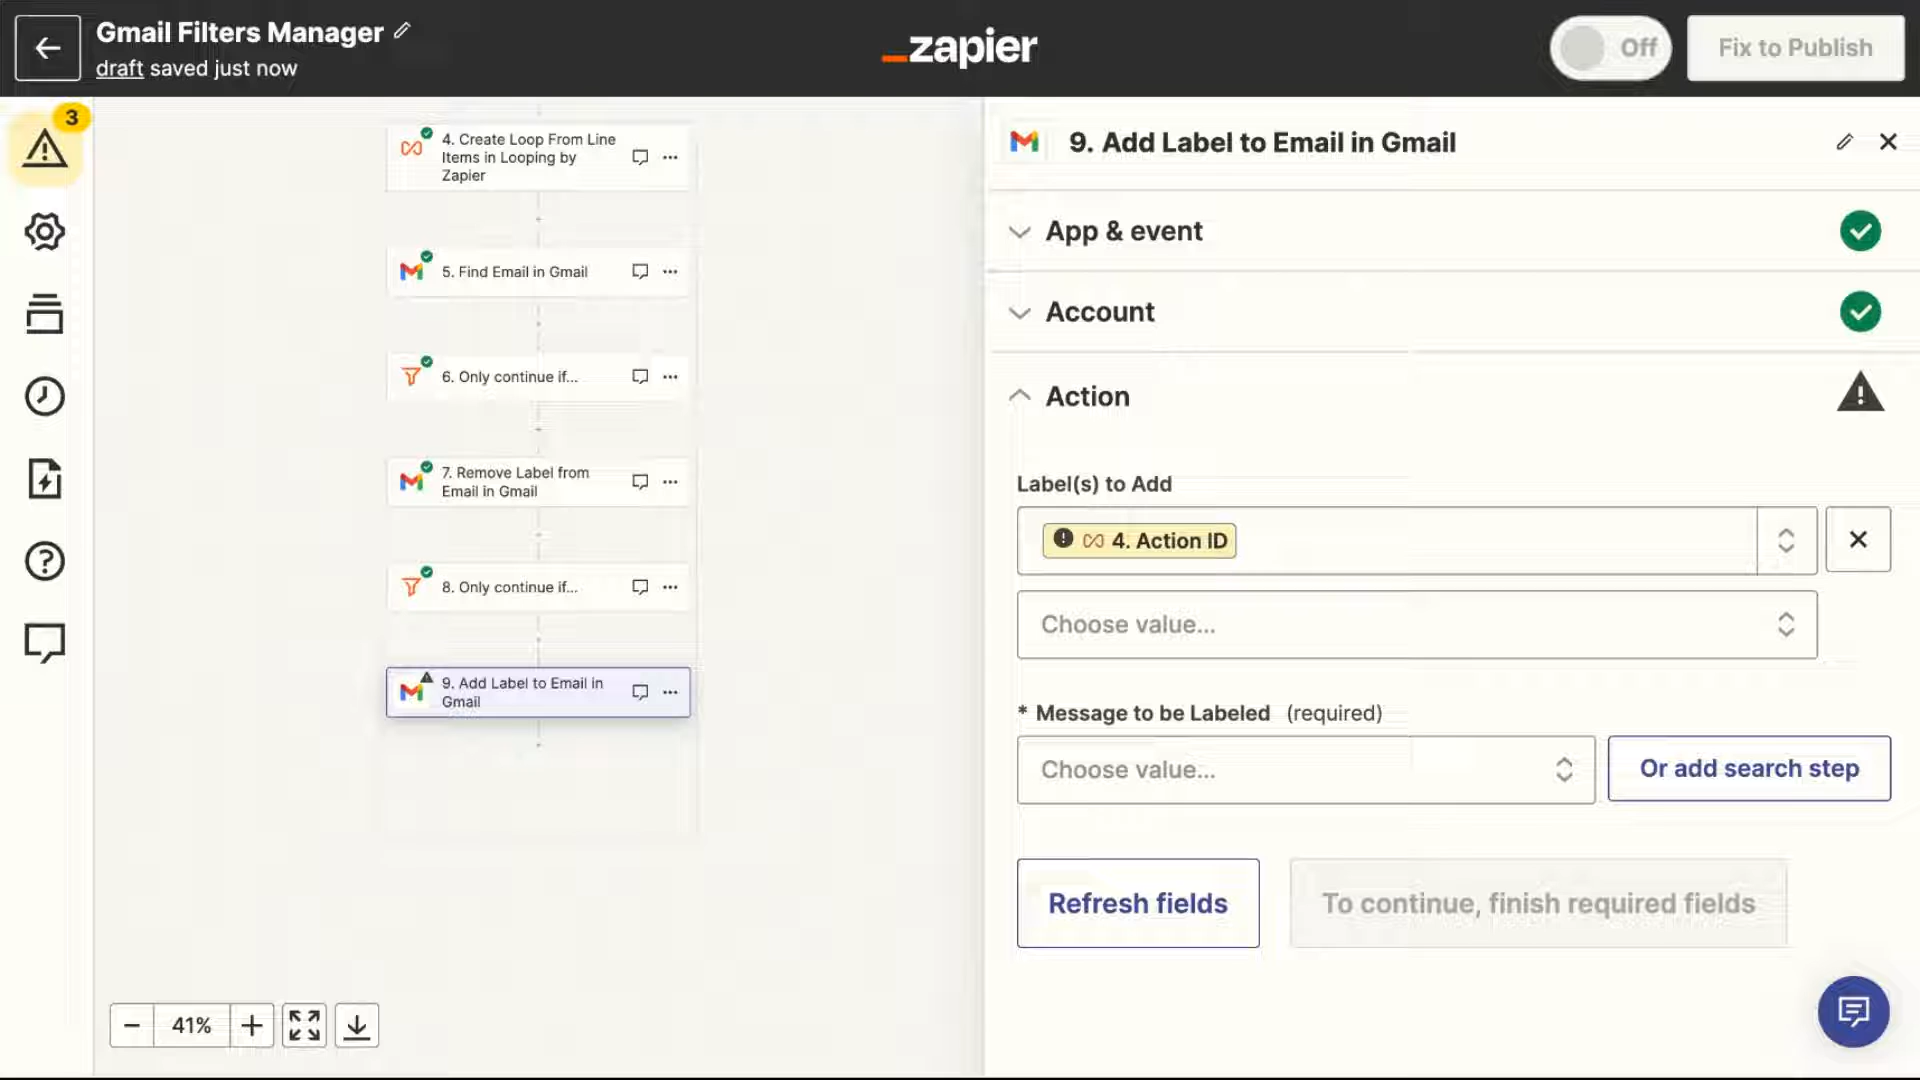 Gmail Filters Manager
draft saved just now
zapier
Off
Fix to Publish
3
4. Create Loop From Line
Items in Looping by
Zapier
5. Find Email in Gmail
6. Only continue if...
7. Remove Label from
Email in Gmail
8. Only continue if...
9. Add Label to Email in
Gmail
41%
9. Add Label to Email in Gmail
App & event
Account
Action
Label(s) to Add
4. Action ID
Choose value...
* Message to be Labeled (required)
Choose value...
Or add search step
Refresh fields
To continue, finish required fields